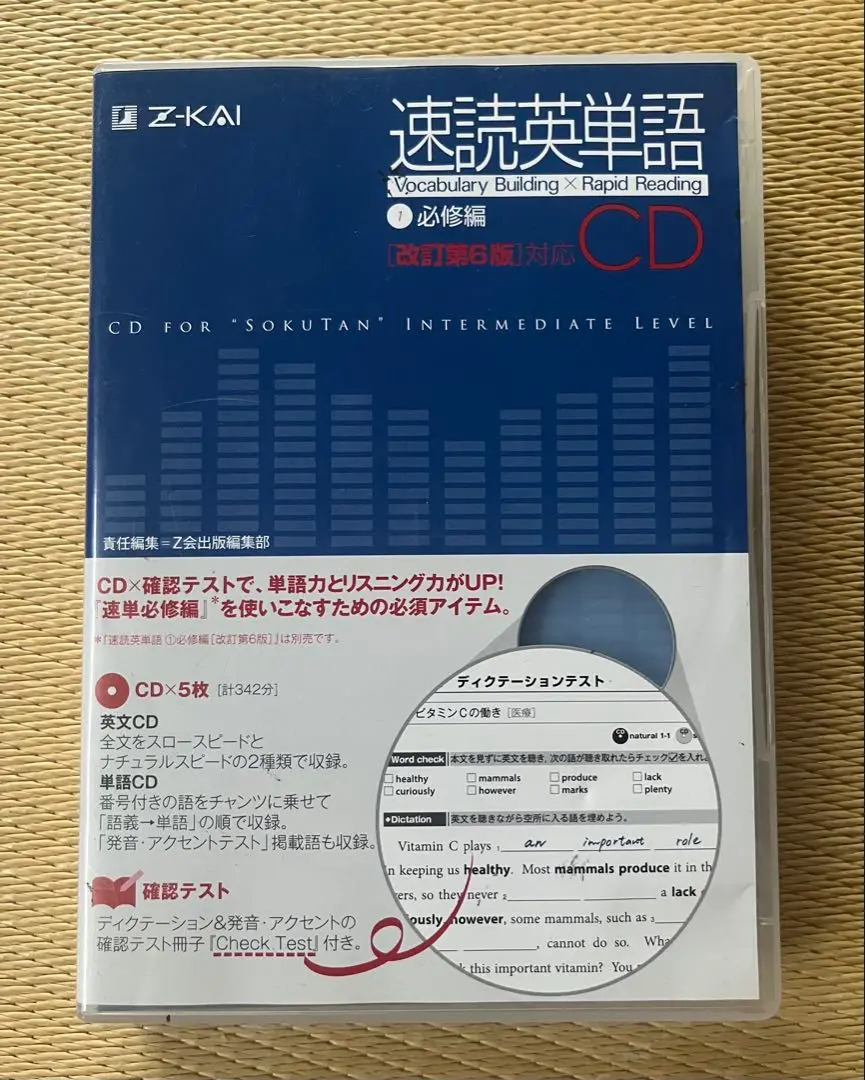 Z-KAI
速読英単語
Vocabulary Building×Rapid Reading
1 必修編
[改訂第6版]対応 CD
CD FOR "SOKUTAN" INTERMEDIATE LEVEL
責任編集=Z会出版編集部
CD×確認テストで、単語力とリスニング力がUP!
『速単必修編』*を使いこなすための必須アイテム。
*『速読英単語①必修編[改訂第6版]』は別売です。
CD×5枚 [計342分]
英文CD
全文をスロースピードと
ナチュラルスピードの2種類で収録。
単語CD
番号付きの語をチャンツに乗せて
「語義→単語」の順で収録。
「発音・アクセントテスト」掲載語も収録。
確認テスト
ディクテーション&発音・アクセントの
確認テスト冊子『Check Test』付き。
ディクテーションテスト
ビタミンCの働き [医療]
CD natural 1-1 CD s
Word check 本文を見ずに英文を聴き、次の語が聴き取れたらチェック☑を入れ
□healthy □mammals □produce □lack
□curiously □however □marks □plenty
◆Dictation 英文を聴きながら空所に入る語を埋めよう。
Vitamin C plays 1 an important role
n keeping us healthy. Most mammals produce it in th
ers, so they never 2 a lack
ously, however, some mammals, such as 3
, cannot do so. Wha
k this important vitamin? You